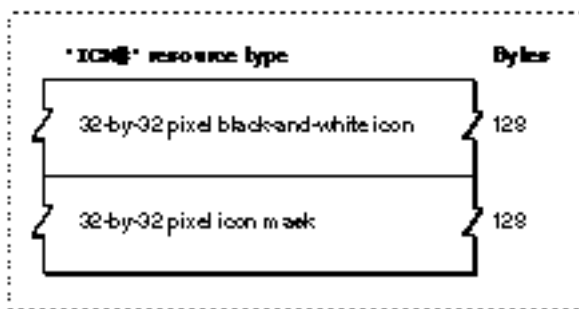 'ICN#' resource type Bytes
32-by-32 pixel black-and-white icon 128
32-by-32 pixel icon mask 128